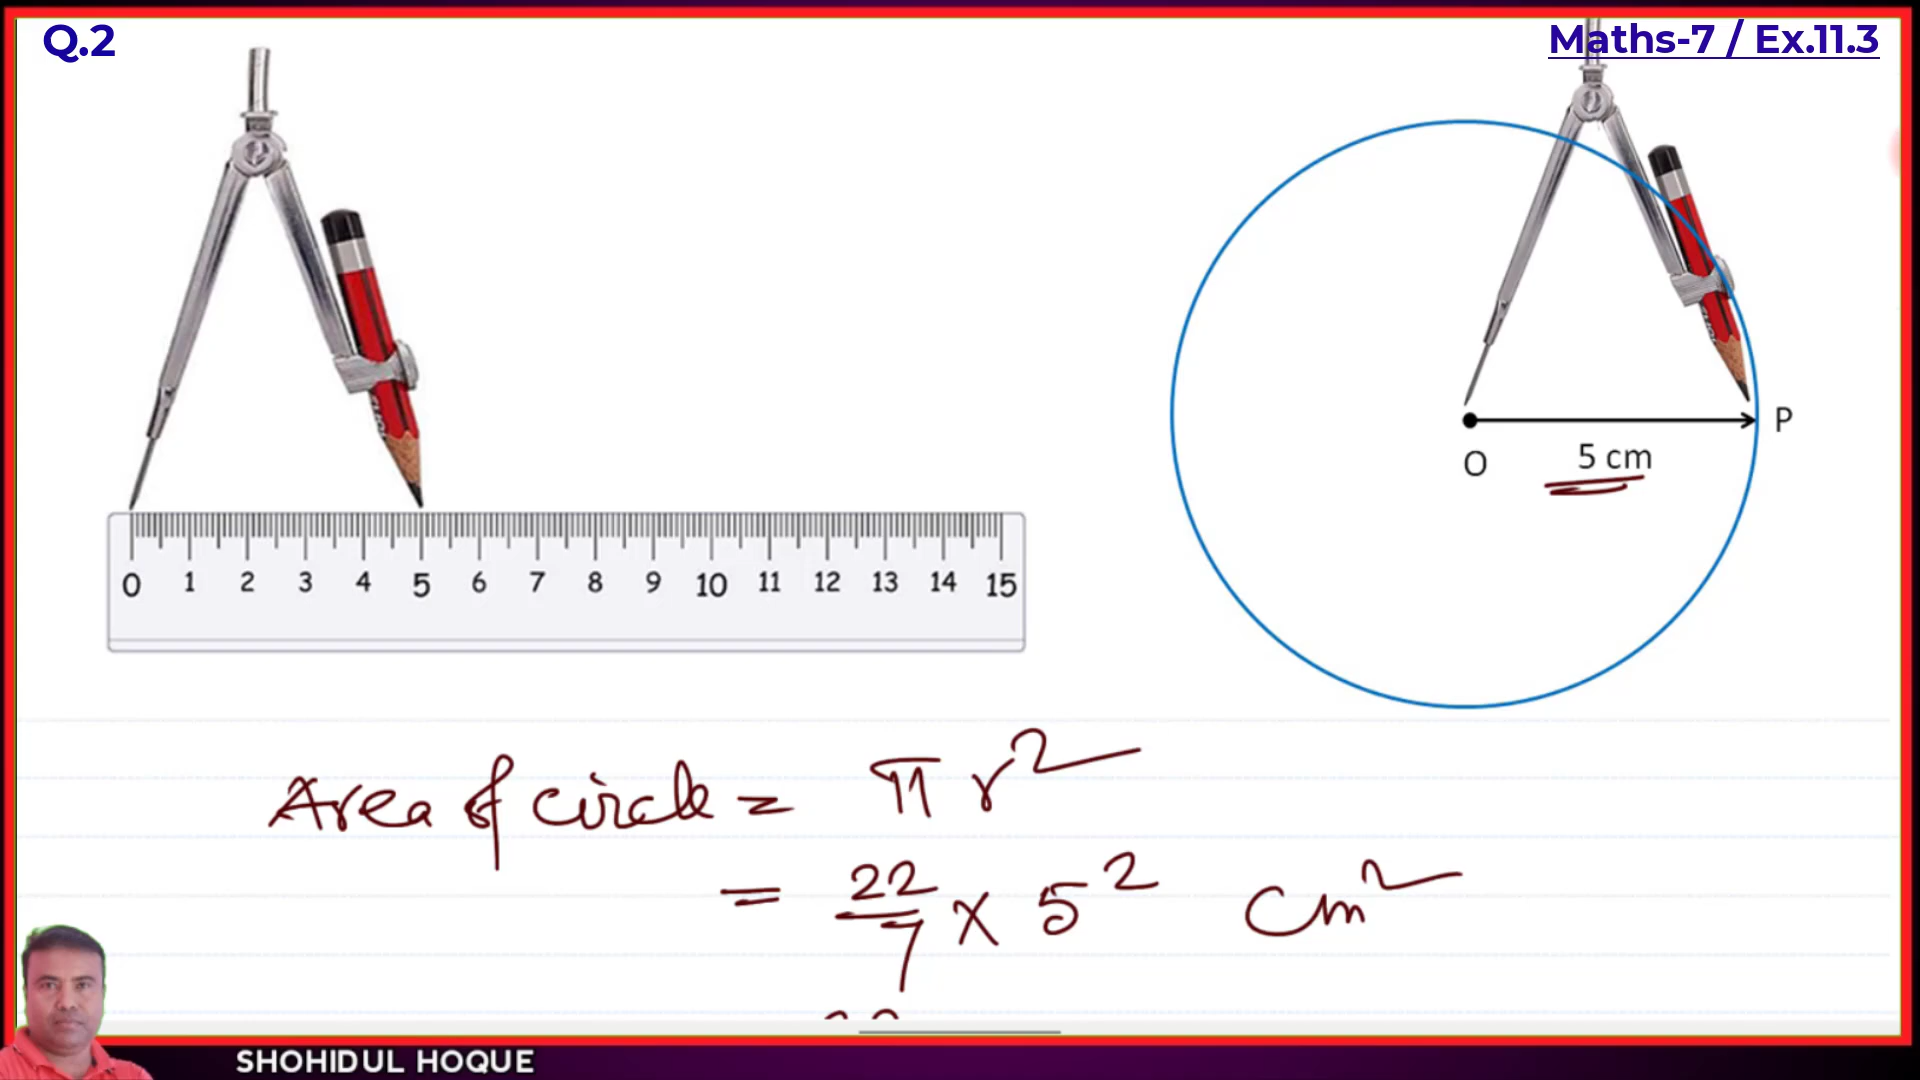 Q.2
Maths-7 / Ex.11.3
P
O
5 cm
0 1 2 3 4 5 6 7 8 9 10 11 12 13 14 15
Area of circle = π r²
= 22/7 × 5² cm²
SHOHIDUL HOQUE